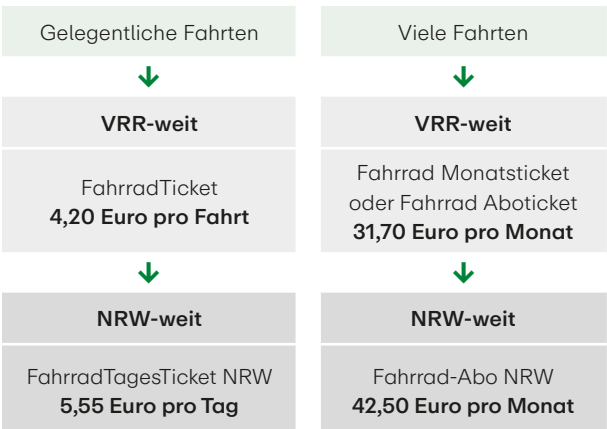 Gelegentliche Fahrten
VRR-weit
FahrradTicket
4,20 Euro pro Fahrt
NRW-weit
FahrradTagesTicket NRW
5,55 Euro pro Tag
Viele Fahrten
VRR-weit
Fahrrad Monatsticket
oder Fahrrad Aboticket
31,70 Euro pro Monat
NRW-weit
Fahrrad-Abo NRW
42,50 Euro pro Monat